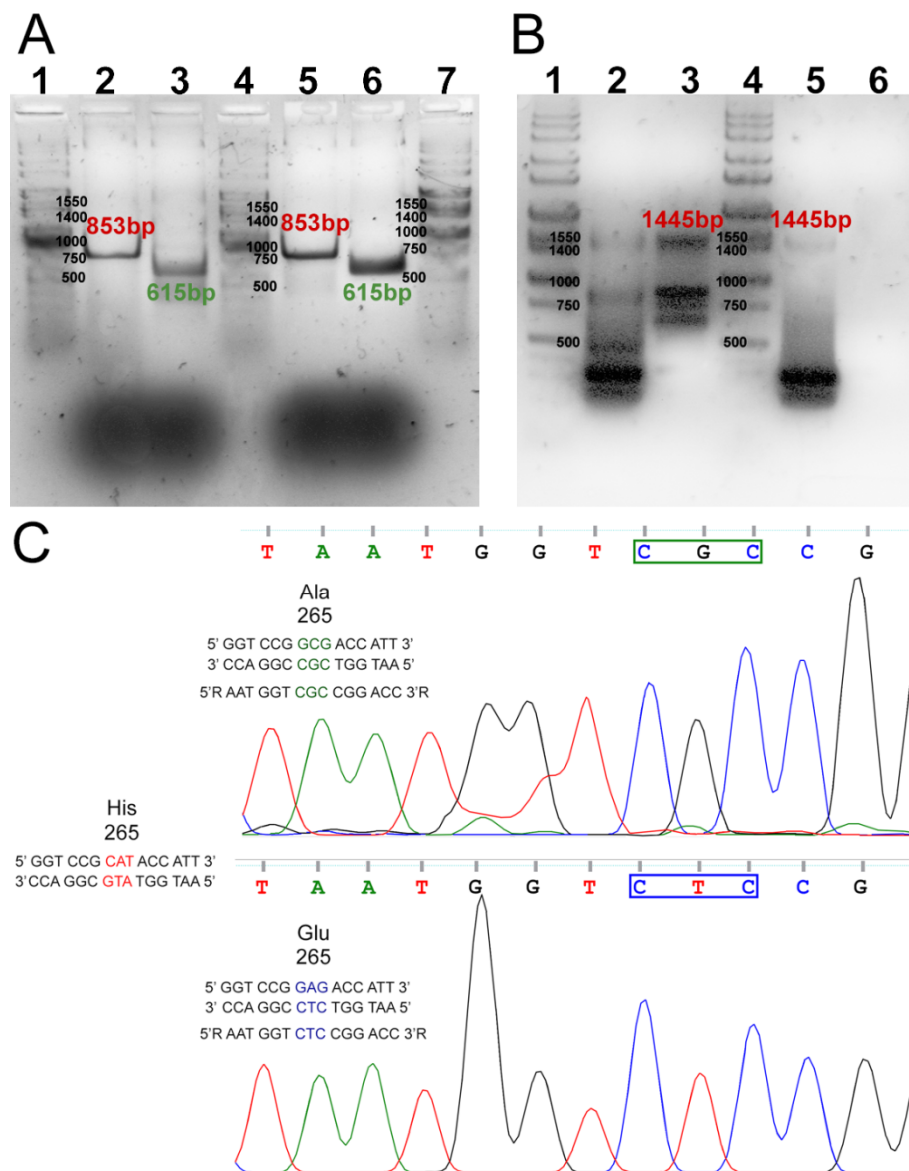 A
1 2 3 4 5 6 7
1550
1400
1000
750
500
853bp
615bp
1550
1400
1000
750
500
853bp
615bp
1550
1400
1000
750
500
B
1 2 3 4 5 6
1550
1400
1000
750
500
1445bp
1550
1400
1000
750
500
1445bp
C
T A A T G G T C G C C G
Ala
265
5' GGT CCG GCG ACC ATT 3'
3' CCA GGC CGC TGG TAA 5'
5'R AAT GGT CGC CGG ACC 3'R
His
265
5' GGT CCG CAT ACC ATT 3'
3'CCA GGC GTA TGG TAA 5'
T A A T G G T C T C C G
Glu
265
5' GGT CCG GAG ACC ATT 3'
3' CCA GGC CTC TGG TAA 5'
5'R AAT GGT CTC CGG ACC 3'R